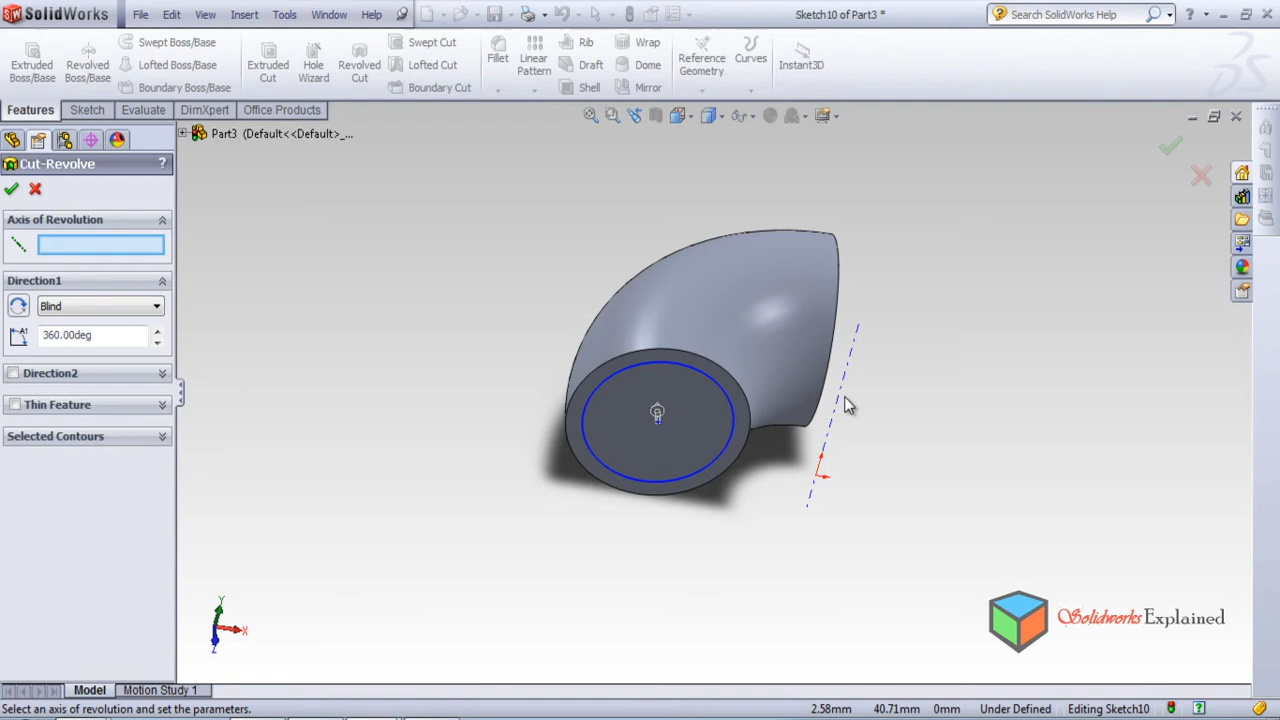 SolidWorks File Edit View Insert Tools Window Help Sketch10 of Part3 * Search SolidWorks Help
Extruded Boss/Base
Revolved Boss/Base
Swept Boss/Base
Lofted Boss/Base
Boundary Boss/Base
Extruded Cut
Hole Wizard
Revolved Cut
Swept Cut
Lofted Cut
Boundary Cut
Fillet
Linear Pattern
Rib
Draft
Shell
Wrap
Dome
Mirror
Reference Geometry
Curves
Instant3D
Features Sketch Evaluate DimXpert Office Products
Part3 (Default<<Default>_...
Cut-Revolve ?
Axis of Revolution
Direction1
Blind
360.00deg
Direction2
Thin Feature
Selected Contours
Y
X
Z
Solidworks Explained
Model Motion Study 1
Select an axis of revolution and set the parameters. 2.58mm 40.71mm 0mm Under Defined Editing Sketch10